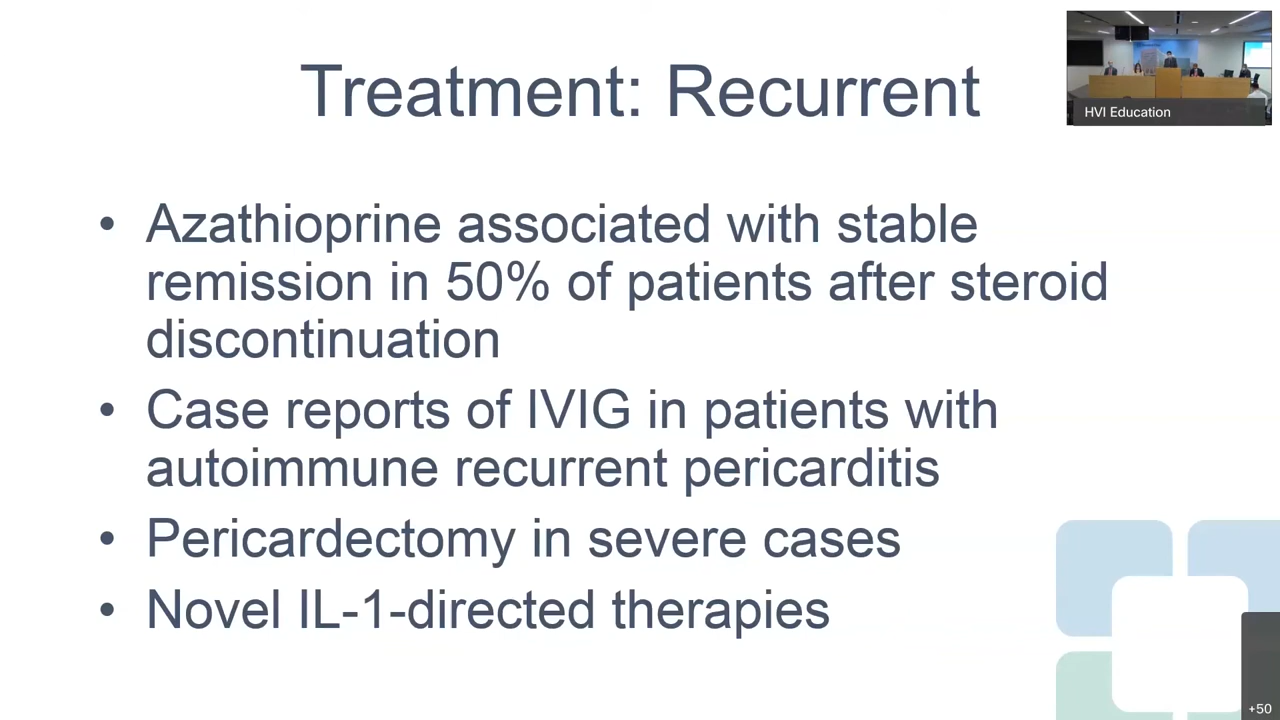 Treatment: Recurrent
HVI Education
• Azathioprine associated with stable
remission in 50% of patients after steroid
discontinuation
• Case reports of IVIG in patients with
autoimmune recurrent pericarditis
• Pericardectomy in severe cases
• Novel IL-1-directed therapies
+50